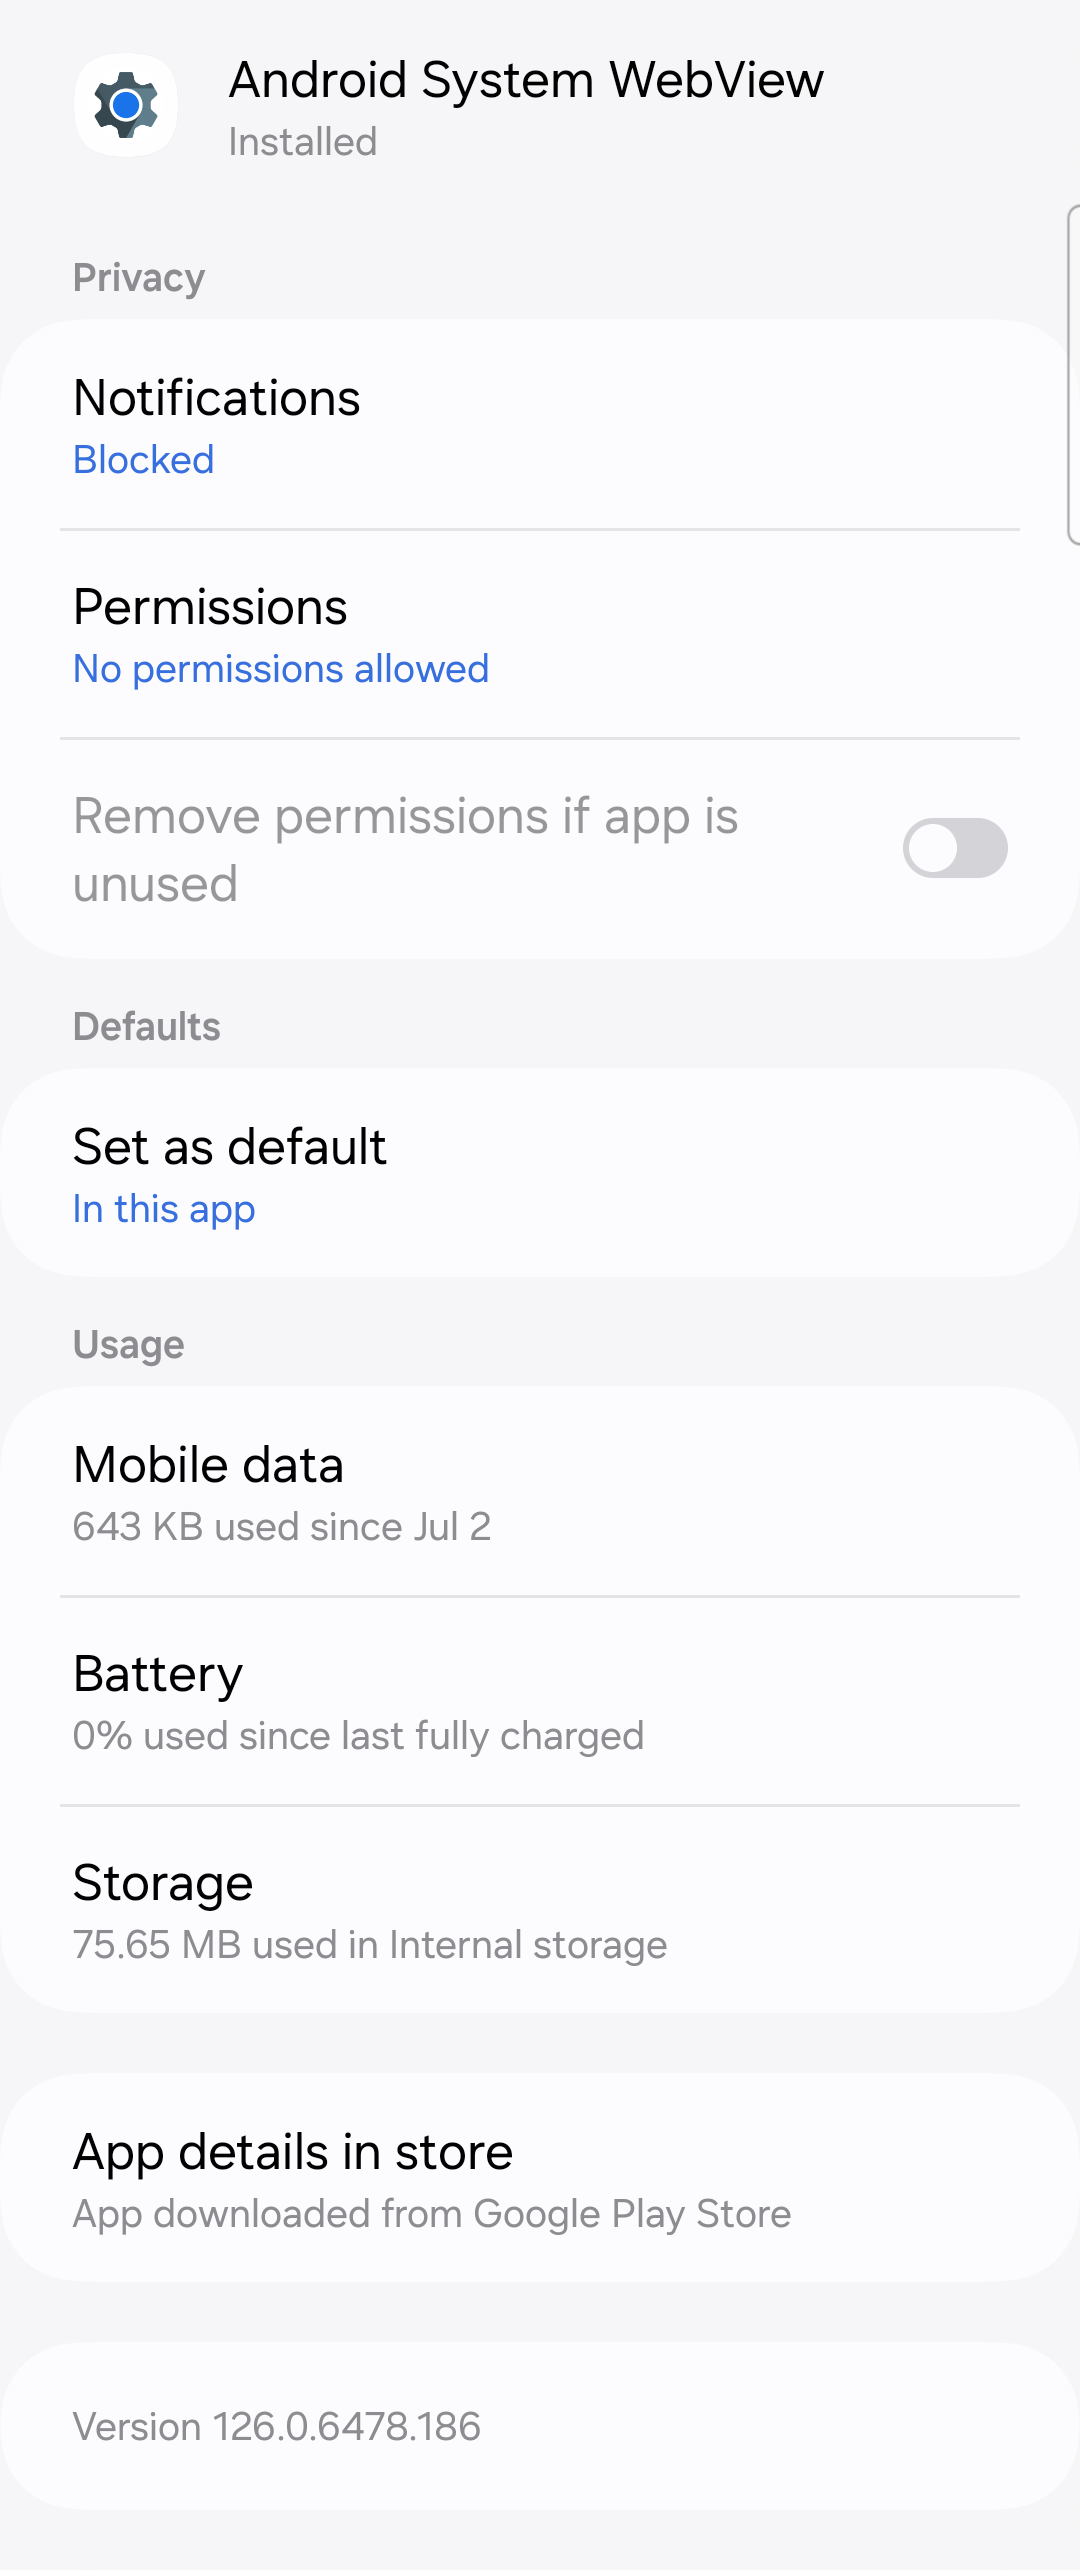 Android System WebView
Installed
Privacy
Notifications
Blocked
Permissions
No permissions allowed
Remove permissions if app is
unused
Defaults
Set as default
In this app
Usage
Mobile data
643 KB used since Jul 2
Battery
0% used since last fully charged
Storage
75.65 MB used in Internal storage
App details in store
App downloaded from Google Play Store
Version 126.0.6478.186